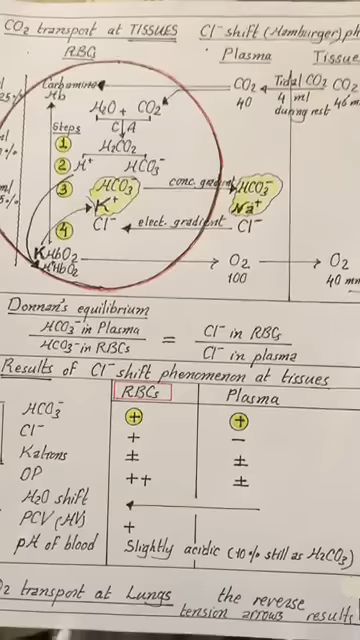 CO2 transport at TISSUES Cl⁻ shift (Hamburger) ph
RBC Plasma Tissue
Carbamino Hb
25%
H2O + CO2
CO2 40 Tidal CO2 4 ml during rest CO2 46 m
C A
Steps
1 H2CO3
2 H⁺ HCO3⁻
3 HCO3⁻ conc. gradient HCO3⁻
K⁺ Na⁺
4 Cl⁻ elect. gradient Cl⁻
KHbO2 O2 100 O2 40 mm
HHbO2
Donnan's equilibrium
HCO3⁻ in Plasma / HCO3⁻ in RBCs = Cl⁻ in RBCs / Cl⁻ in plasma
Results of Cl⁻ shift phenomenon at tissues
RBCs Plasma
HCO3⁻ + +
Cl⁻ + −
Kations ± ±
OP ++ ±
H2O shift
PCV (HV) +
pH of blood Slightly acidic (10% still as H2CO3)
O2 transport at Lungs the reverse
tension arrows results